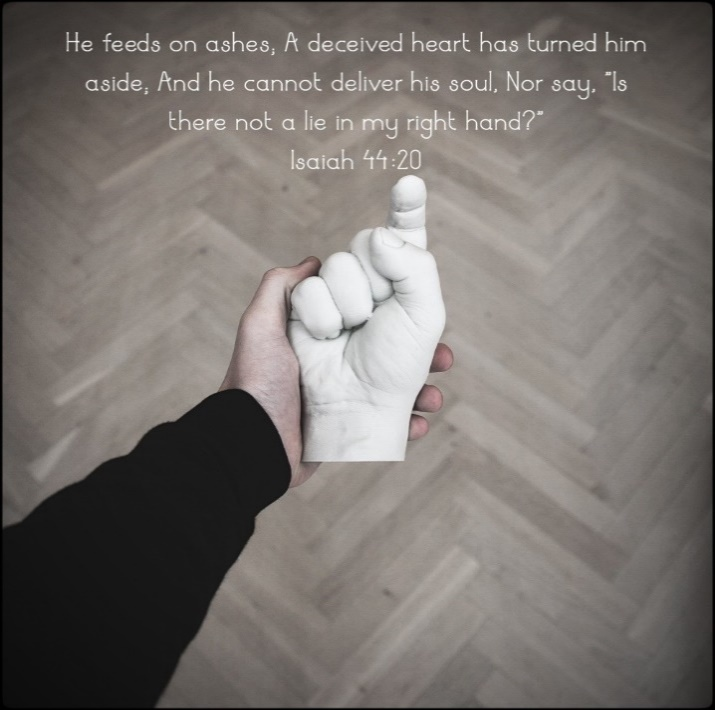 He feeds on ashes; A deceived heart has turned him
aside; And he cannot deliver his soul, Nor say, "Is
there not a lie in my right hand?"
Isaiah 44:20